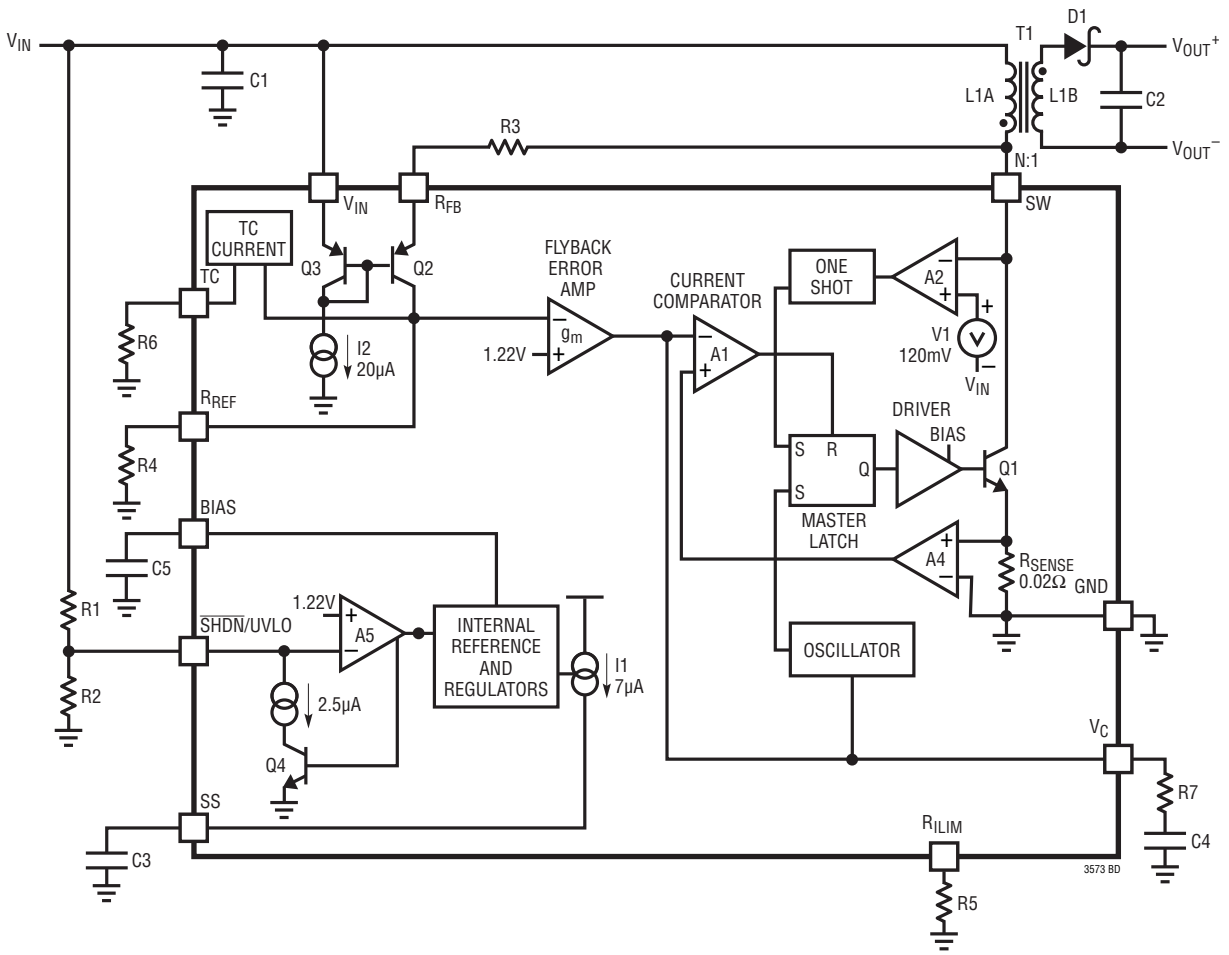 VIN
C1
T1
D1
VOUT+
L1A
L1B
C2
R3
VOUT−
N:1
VIN
RFB
SW
TC
CURRENT
TC
Q3
Q2
FLYBACK
ERROR
AMP
CURRENT
COMPARATOR
ONE
SHOT
−
A2
+
+
V1
120mV
V
−
VIN
−
gm
1.22V
+
−
A1
+
I2
20µA
R6
RREF
R4
DRIVER
BIAS
S
R
Q
S
Q1
MASTER
LATCH
BIAS
C5
+
A4
−
RSENSE
0.02Ω
GND
R1
1.22V
+
A5
−
SHDN/UVLO
INTERNAL
REFERENCE
AND
REGULATORS
I1
7µA
OSCILLATOR
R2
2.5µA
Q4
VC
R7
SS
C4
C3
RILIM
3573 BD
R5